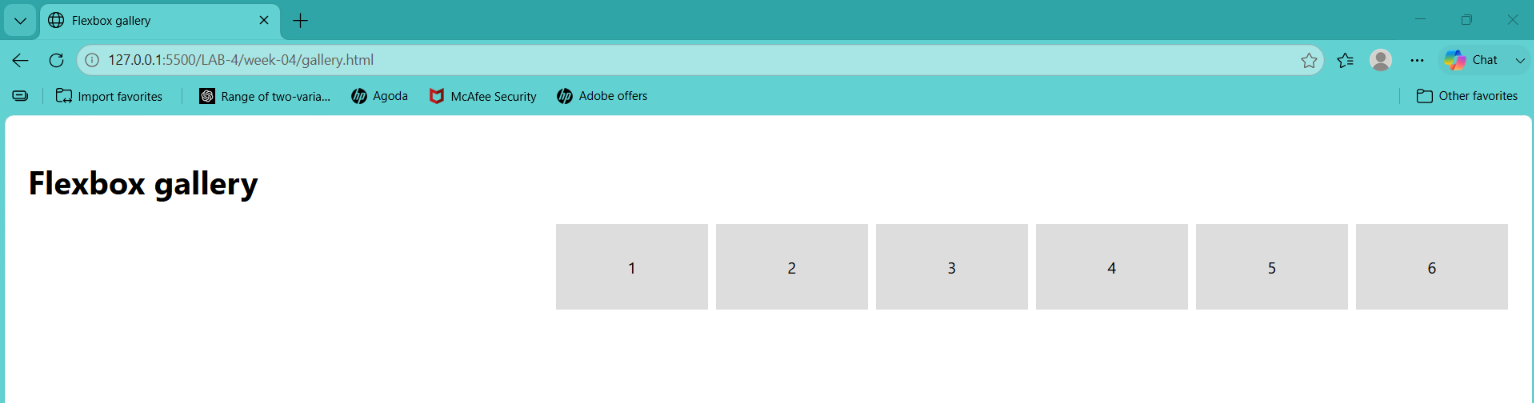 Flexbox gallery
127.0.0.1:5500/LAB-4/week-04/gallery.html
Chat
Import favorites
Range of two-varia...
Agoda
McAfee Security
Adobe offers
Other favorites
Flexbox gallery
1 2 3 4 5 6